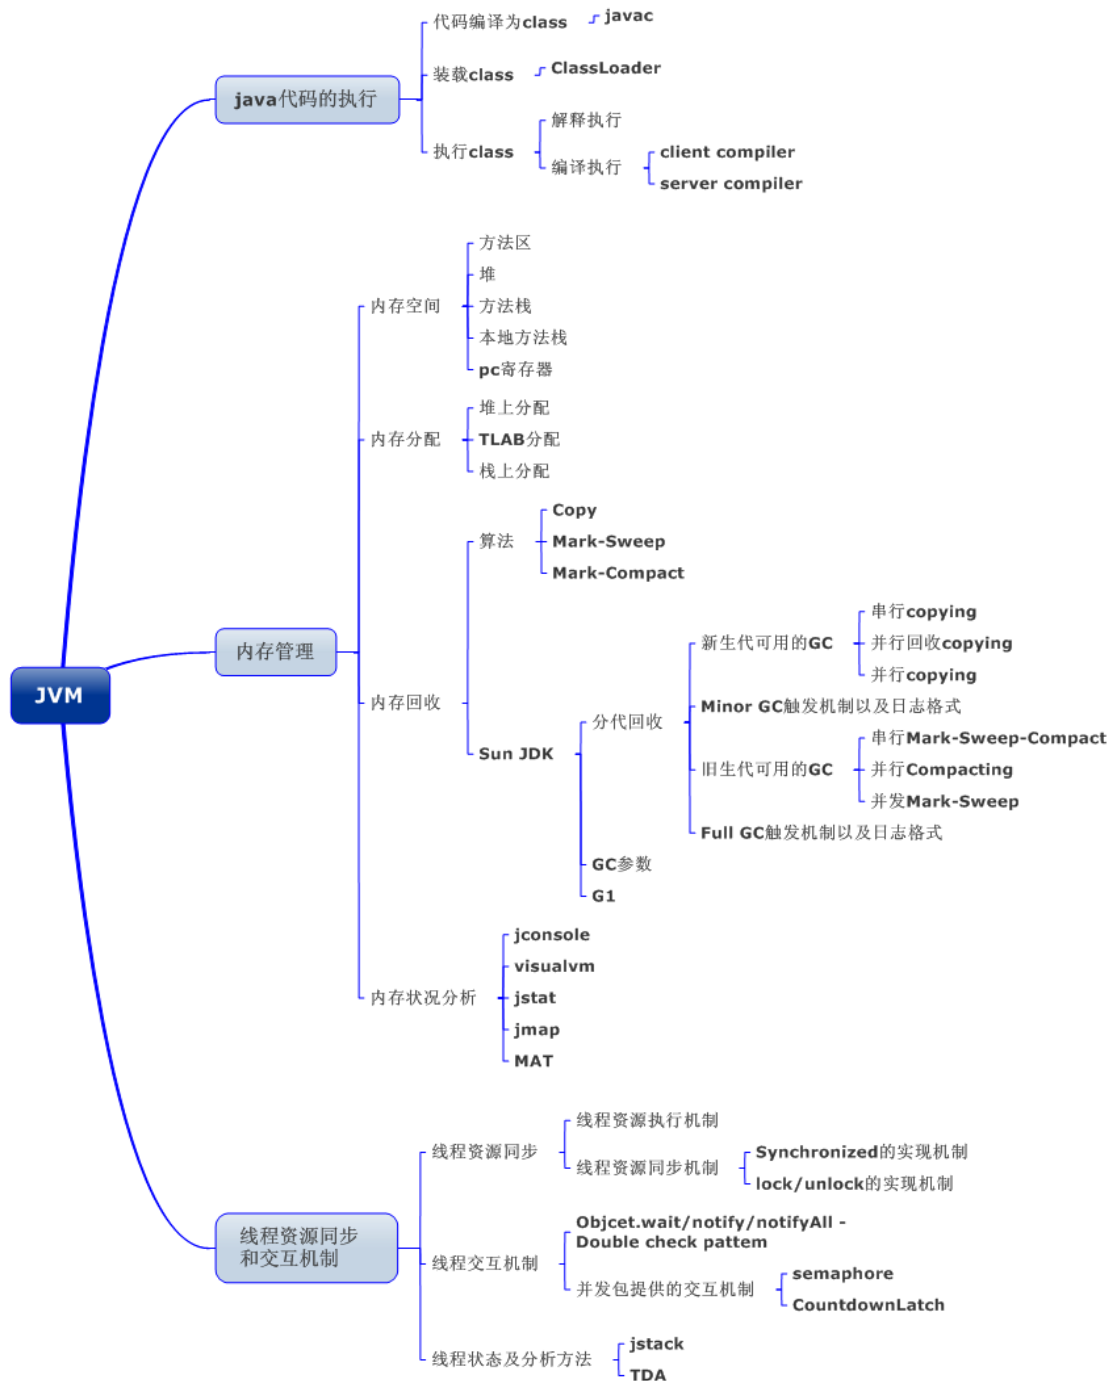 JVM
java代码的执行
代码编译为class
javac
装载class
ClassLoader
执行class
解释执行
编译执行
client compiler
server compiler
内存管理
内存空间
方法区
堆
方法栈
本地方法栈
pc寄存器
内存分配
堆上分配
TLAB分配
栈上分配
内存回收
算法
Copy
Mark-Sweep
Mark-Compact
Sun JDK
分代回收
新生代可用的GC
串行copying
并行回收copying
并行copying
Minor GC触发机制以及日志格式
旧生代可用的GC
串行Mark-Sweep-Compact
并行Compacting
并发Mark-Sweep
Full GC触发机制以及日志格式
GC参数
G1
内存状况分析
jconsole
visualvm
jstat
jmap
MAT
线程资源同步
和交互机制
线程资源同步
线程资源执行机制
线程资源同步机制
Synchronized的实现机制
lock/unlock的实现机制
线程交互机制
Objcet.wait/notify/notifyAll -
Double check pattem
并发包提供的交互机制
semaphore
CountdownLatch
线程状态及分析方法
jstack
TDA